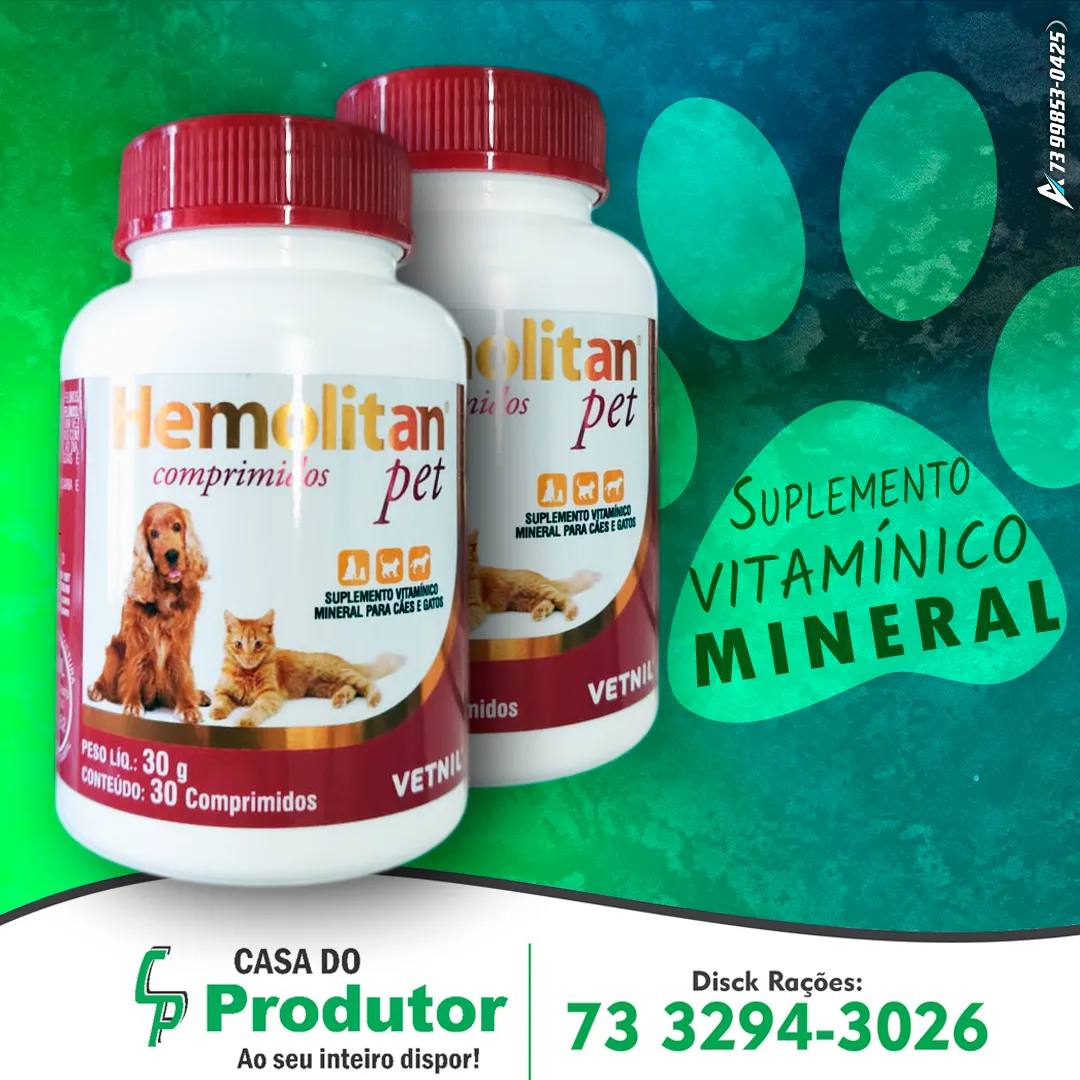 73 99853-0425
Hemolitan®
comprimidos
pet
SUPLEMENTO VITAMÍNICO
MINERAL PARA CÃES E GATOS
PESO LÍQ.: 30 g
CONTEÚDO: 30 Comprimidos
VETNIL
olitan®
pet
SUPLEMENTO VITAMÍNICO
MINERAL PARA CÃES E GATOS
VETNIL
SUPLEMENTO
VITAMÍNICO
MINERAL
CASA DO
Produtor
Ao seu inteiro dispor!
Disck Rações:
73 3294-3026